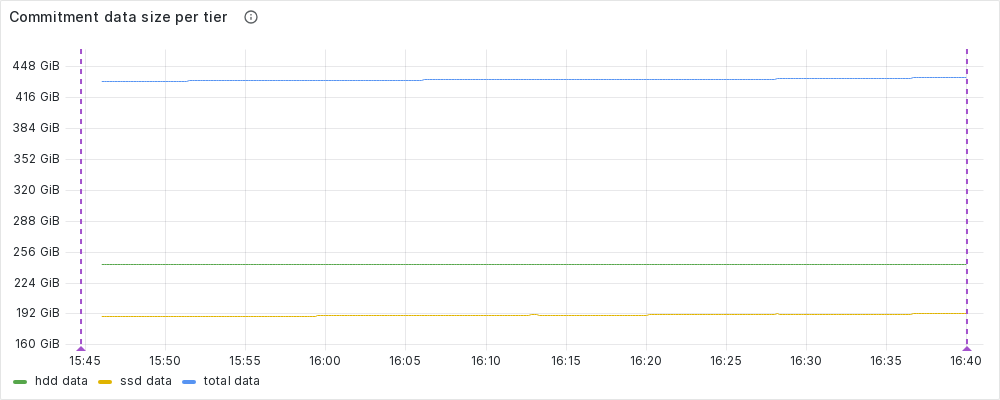 Commitment data size per tier
448 GiB
416 GiB
384 GiB
352 GiB
320 GiB
288 GiB
256 GiB
224 GiB
192 GiB
160 GiB
15:45 15:50 15:55 16:00 16:05 16:10 16:15 16:20 16:25 16:30 16:35 16:40
hdd data ssd data total data